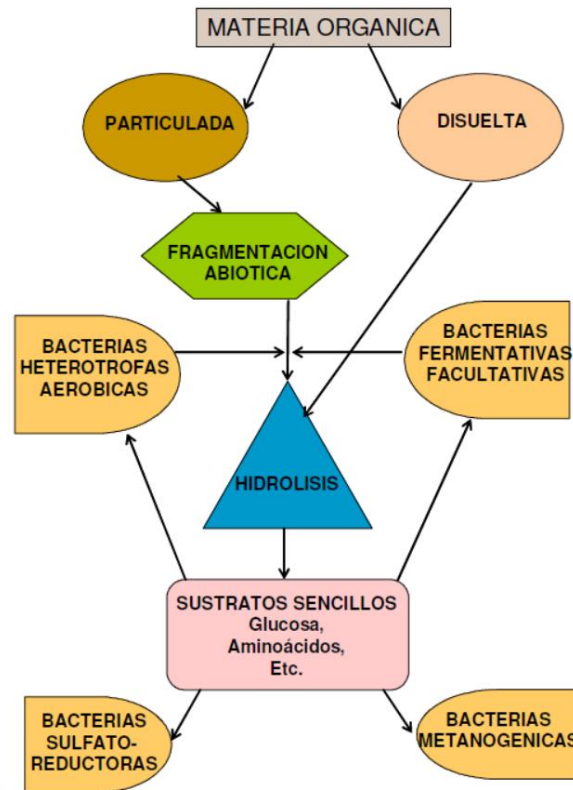 MATERIA ORGANICA
PARTICULADA
DISUELTA
FRAGMENTACION
ABIOTICA
BACTERIAS
HETEROTROFAS
AEROBICAS
BACTERIAS
FERMENTATIVAS
FACULTATIVAS
HIDROLISIS
SUSTRATOS SENCILLOS
Glucosa,
Aminoácidos,
Etc.
BACTERIAS
SULFATO-
REDUCTORAS
BACTERIAS
METANOGENICAS